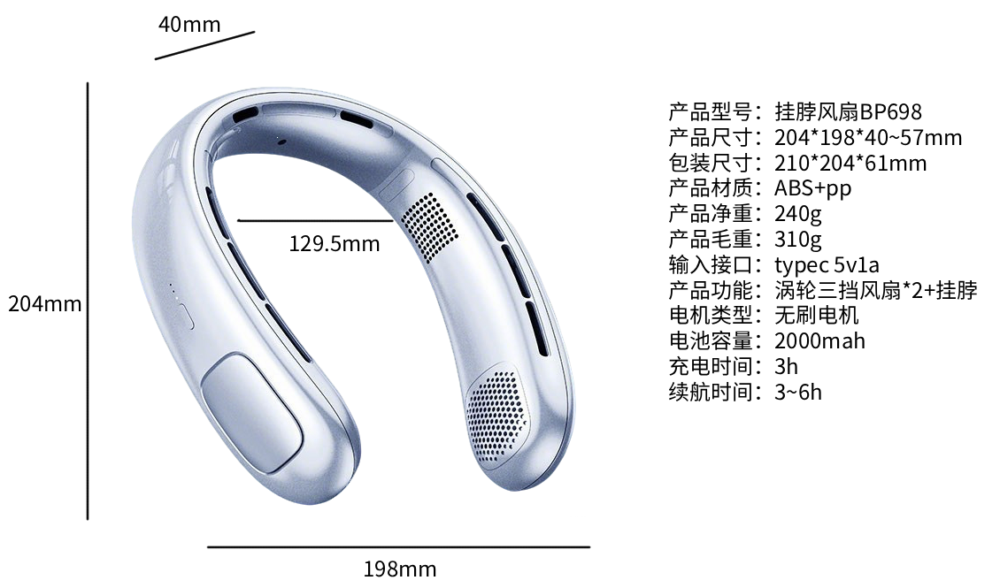 40mm
129.5mm
204mm
198mm
产品型号：挂脖风扇BP698
产品尺寸：204*198*40~57mm
包装尺寸：210*204*61mm
产品材质：ABS+pp
产品净重：240g
产品毛重：310g
输入接口：typec 5v1a
产品功能：涡轮三挡风扇*2+挂脖
电机类型：无刷电机
电池容量：2000mah
充电时间：3h
续航时间：3~6h